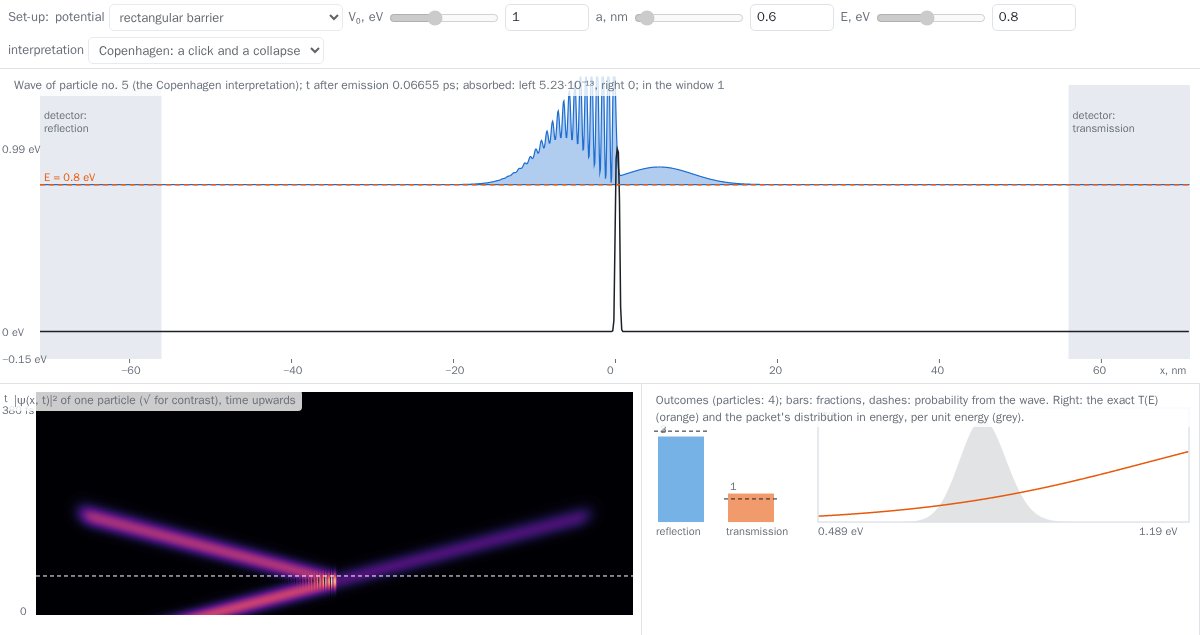 Set-up: potential rectangular barrier V₀, eV 1 a, nm 0.6 E, eV 0.8
interpretation Copenhagen: a click and a collapse
Wave of particle no. 5 (the Copenhagen interpretation); t after emission 0.06655 ps; absorbed: left 5.23·10⁻¹³, right 0; in the window 1
detector:
reflection
detector:
transmission
0.99 eV
E = 0.8 eV
0 eV
−0.15 eV
−60
−40
−20
0
20
40
60
x, nm
t |ψ(x, t)|² of one particle (√ for contrast), time upwards
0
Outcomes (particles: 4); bars: fractions, dashes: probability from the wave. Right: the exact T(E)
(orange) and the packet's distribution in energy, per unit energy (grey).
1
reflection
transmission
0.489 eV
1.19 eV